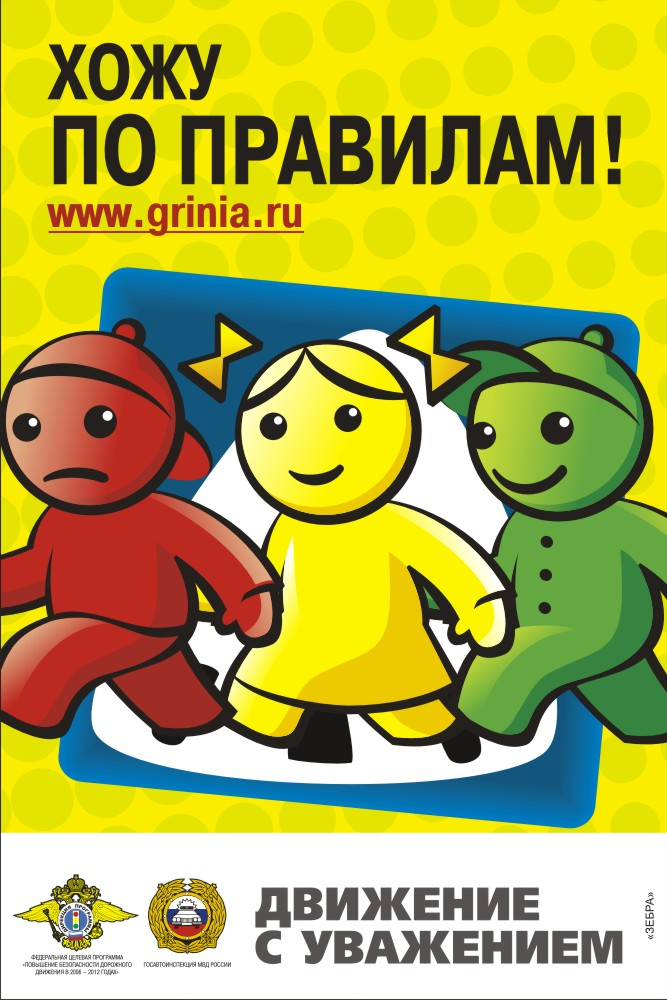 ХОЖУ
ПО ПРАВИЛАМ!
www.grinia.ru
ФЕДЕРАЛЬНАЯ ЦЕЛЕВАЯ ПРОГРАММА
«ПОВЫШЕНИЕ БЕЗОПАСНОСТИ ДОРОЖНОГО
ДВИЖЕНИЯ В 2006 – 2012 ГОДАХ»
ГОСАВТОИНСПЕКЦИЯ МВД РОССИИ
ДВИЖЕНИЕ
С УВАЖЕНИЕМ
«ЗЕБРА»